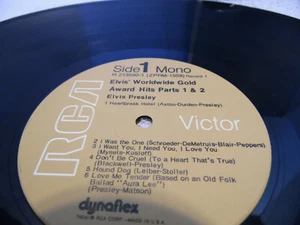 Side 1 Mono
Elvis' Worldwide Gold
Award Hits Parts 1 & 2
Elvis Presley
1 Heartbreak Hotel (Axton-Durden-Presley)
RCA
Victor
2 I Was the One (Schroeder-DeMetruis-Blair-Peppers)
3 I Want You, I Need You, I Love You
(Mysels-Kosloff)
4 Don't Be Cruel (To a Heart That's True)
(Blackwell-Presley)
5 Hound Dog (Leiber-Stoller)
6 Love Me Tender (Based on an Old Folk
Ballad "Aura Lee")
(Presley-Matson)
dynaflex